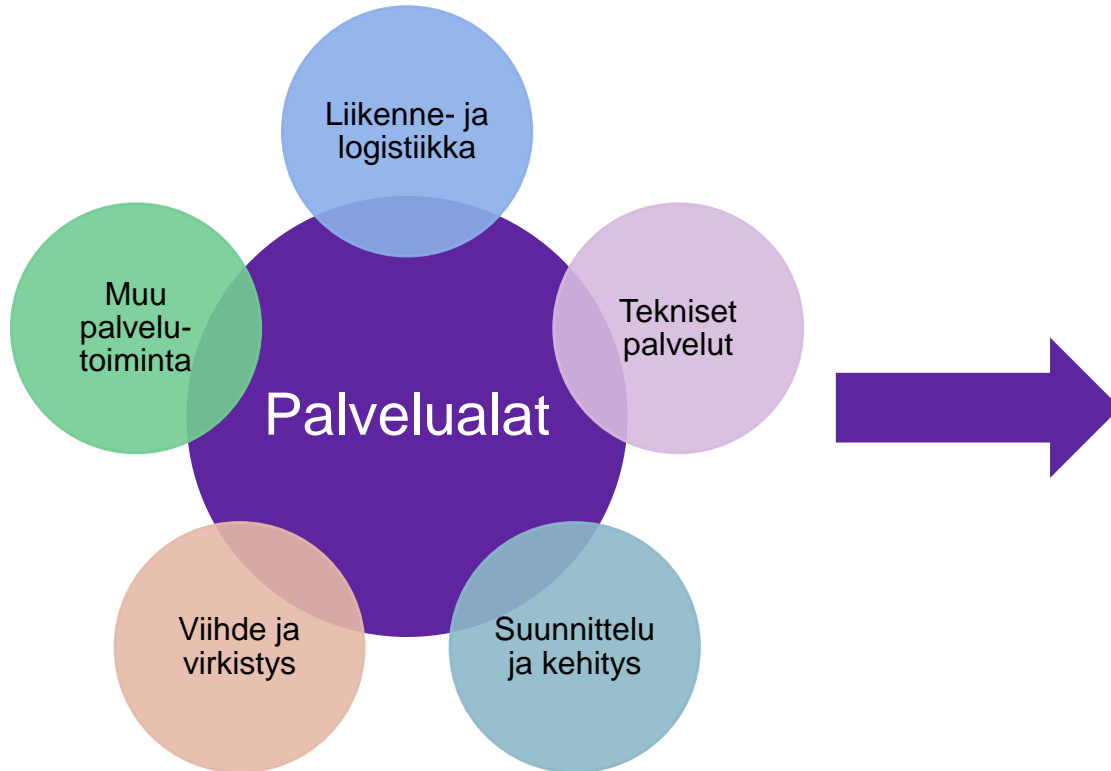 Liikenne- ja
logistiikka
Tekniset
palvelut
Suunnittelu
ja kehitys
Viihde ja
virkistys
Muu
palvelu-
toiminta
Palvelualat